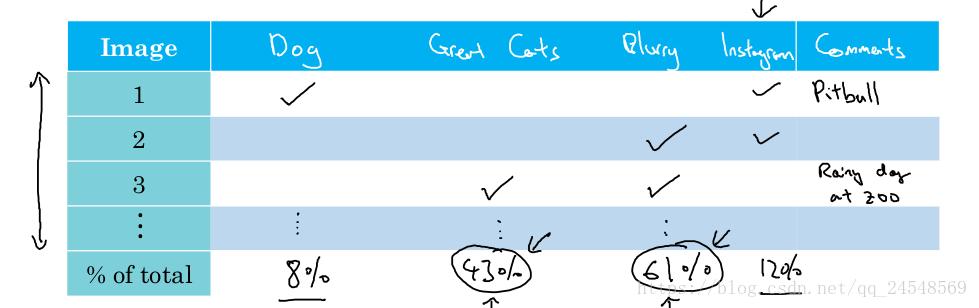 Image Dog Great Cats Blurry Instagram Comments
1 ✓ ✓ Pitbull
2 ✓ ✓
3 ✓ ✓ Rainy day
at zoo
⋮ ⋮ ⋮ ⋮
% of total 8% 43% 61% 12%
https://blog.csdn.net/qq_24548569